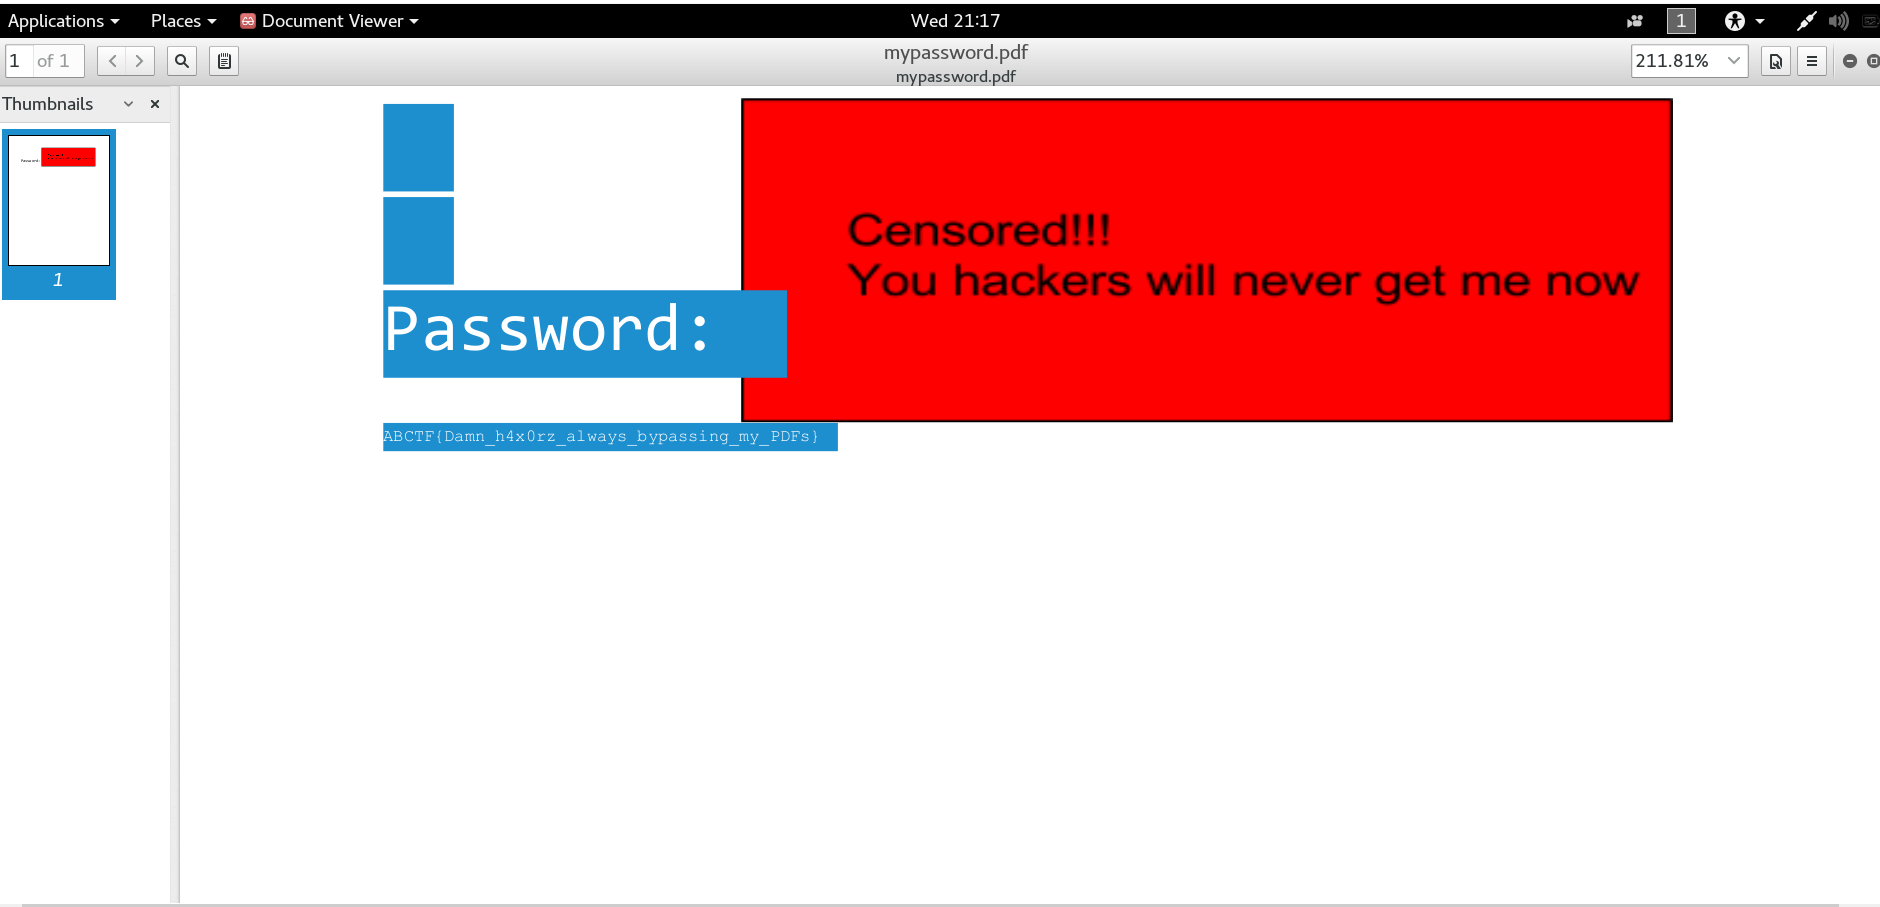 Applications Places Document Viewer Wed 21:17 1
1 of 1 mypassword.pdf 211.81%
mypassword.pdf
Thumbnails
1
Censored!!!
You hackers will never get me now
Password:
ABCTF{Damn_h4x0rz_always_bypassing_my_PDFs}